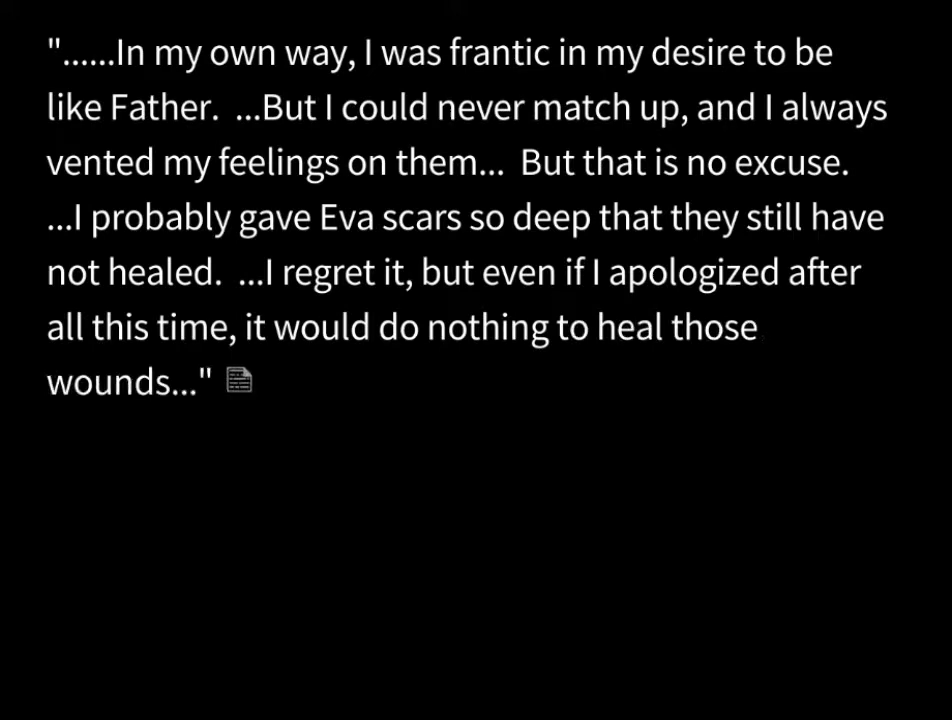 "......In my own way, I was frantic in my desire to be
like Father.  ...But I could never match up, and I always
vented my feelings on them...  But that is no excuse.
...I probably gave Eva scars so deep that they still have
not healed.  ...I regret it, but even if I apologized after
all this time, it would do nothing to heal those
wounds..."